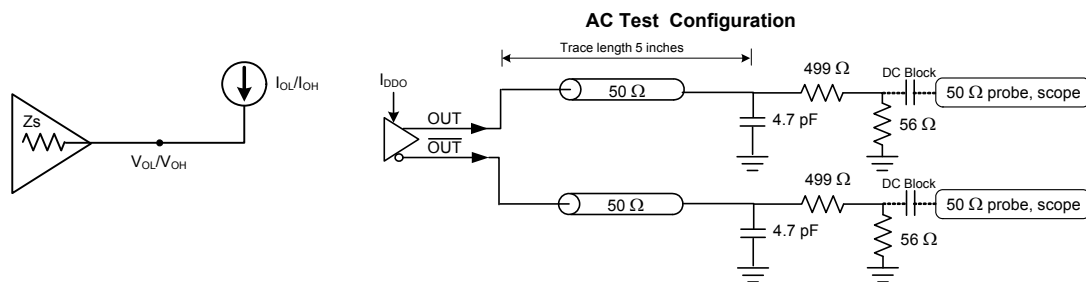 AC Test Configuration
Trace length 5 inches
Zs
V_OL/V_OH
I_OL/I_OH
I_DDO
OUT
OUT
50 Ω
4.7 pF
499 Ω
56 Ω
DC Block
50 Ω probe, scope
50 Ω
4.7 pF
499 Ω
56 Ω
DC Block
50 Ω probe, scope